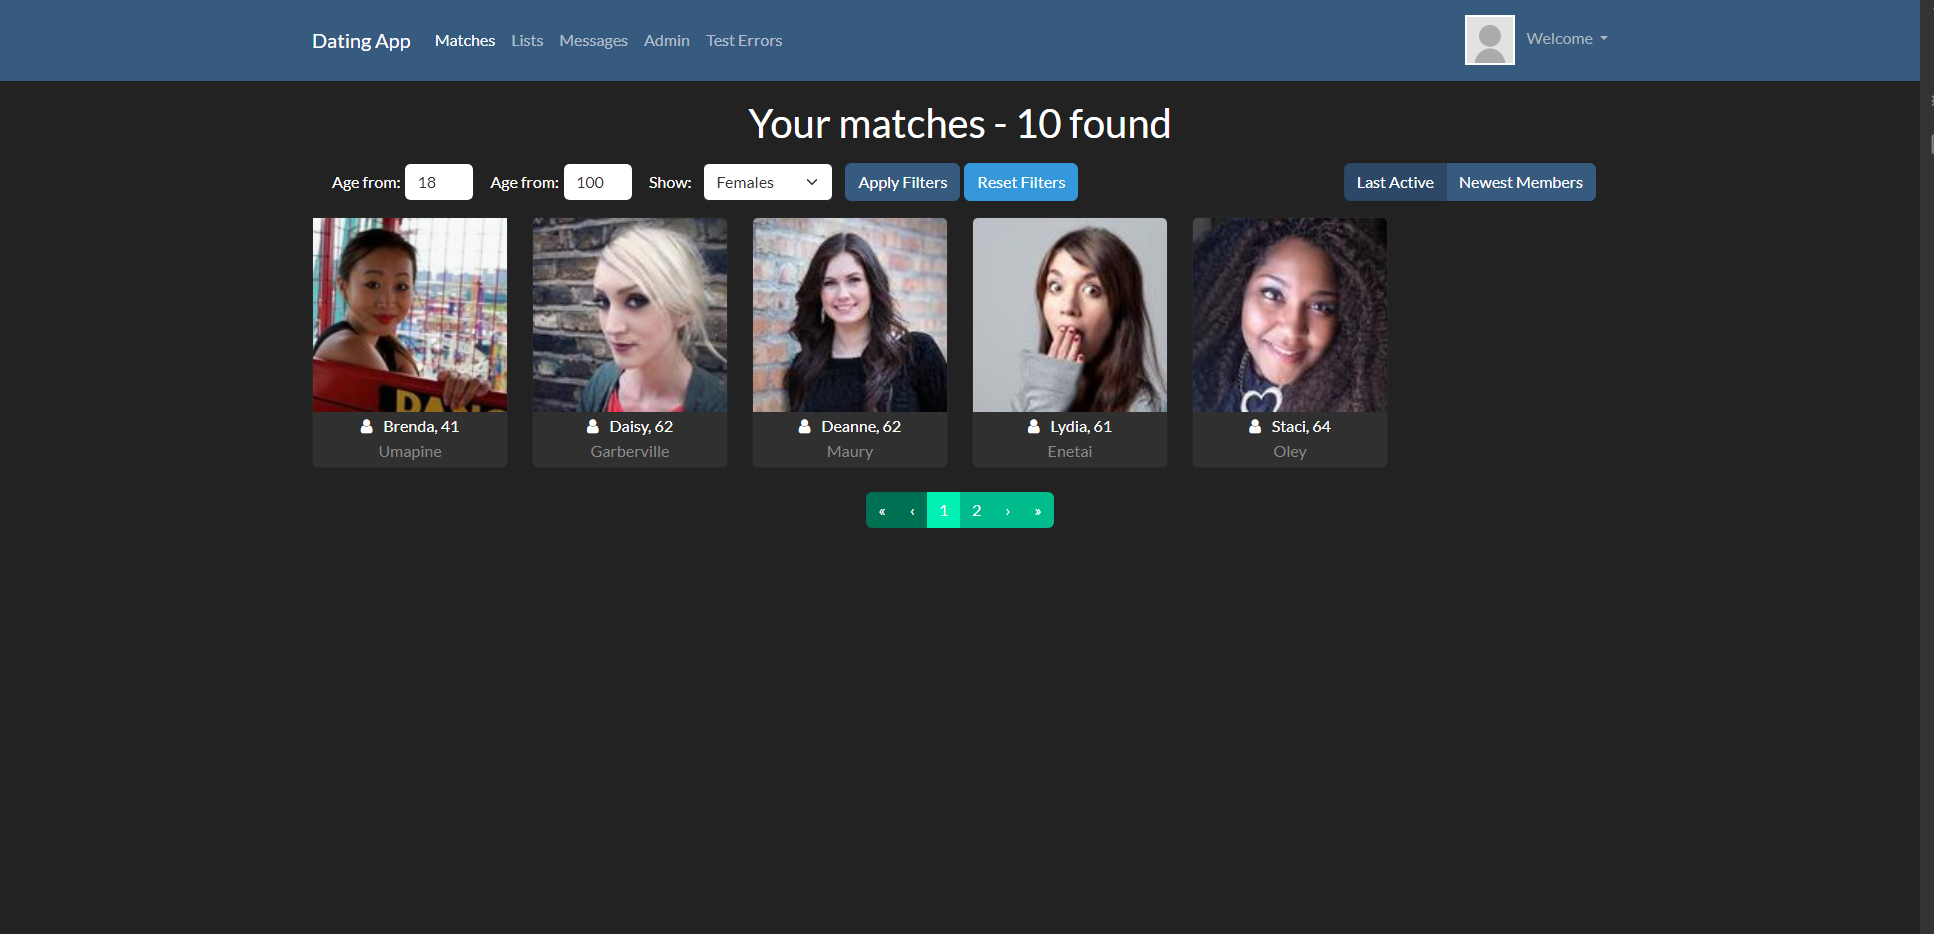 Dating App Matches Lists Messages Admin Test Errors Welcome
Your matches - 10 found
Age from: 18 Age from: 100 Show: Females Apply Filters Reset Filters Last Active Newest Members
Brenda, 41
Umapine
Daisy, 62
Garberville
Deanne, 62
Maury
Lydia, 61
Enetai
Staci, 64
Oley
« ‹ 1 2 › »